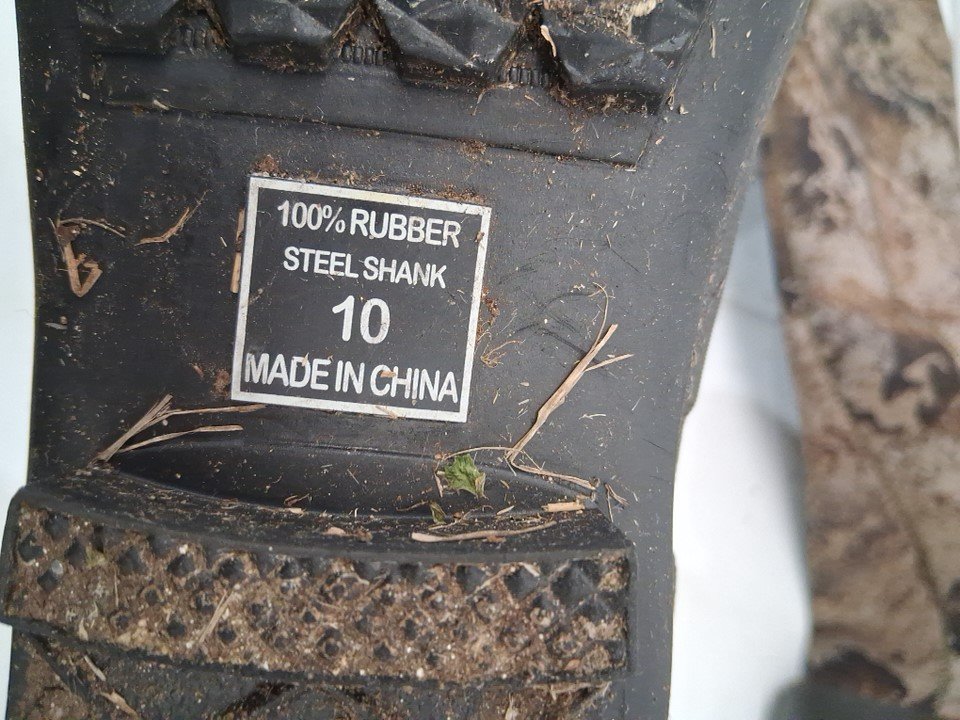 100% RUBBER
STEEL SHANK
10
MADE IN CHINA